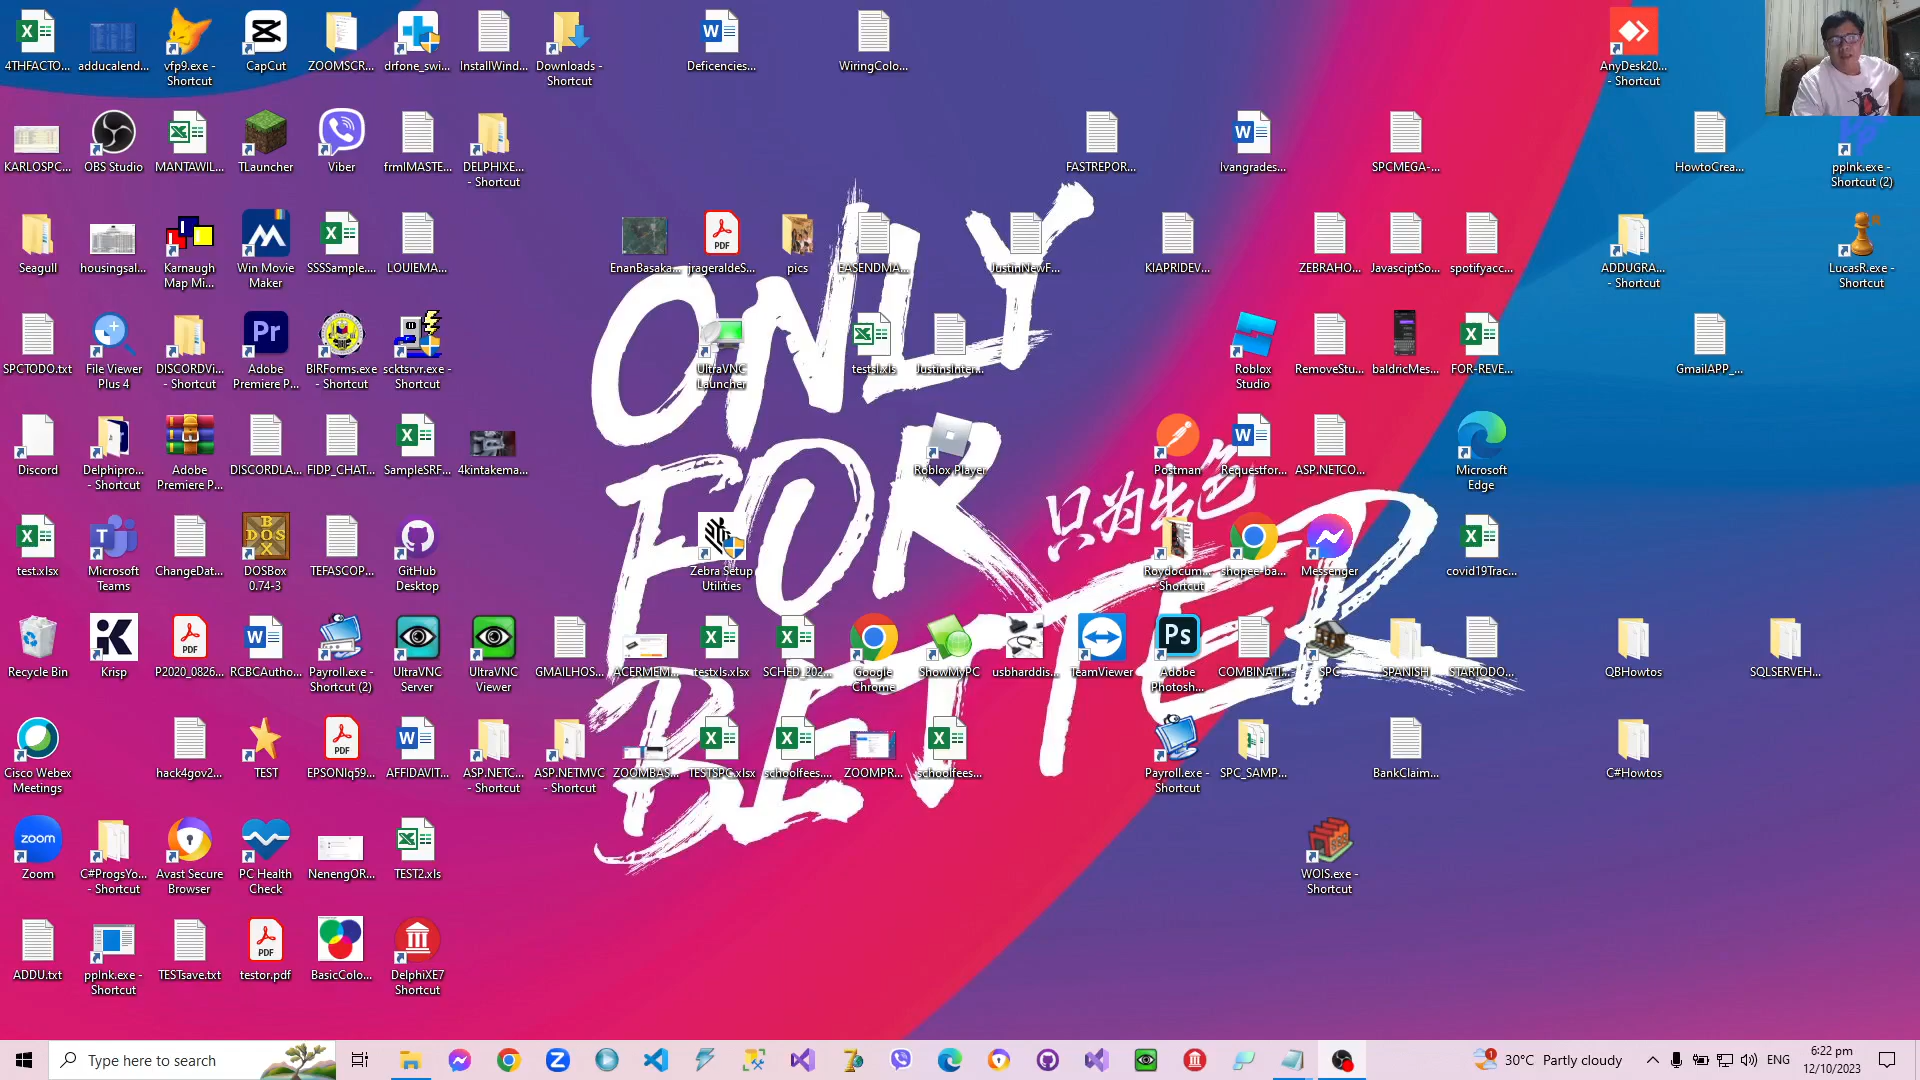 4THFACTO...
adducalend...
vfp9.exe -
Shortcut
CapCut
ZOOMSCR...
drfone_swi...
InstallWind...
Downloads -
Shortcut
Deficencies...
WiringColo...
AnyDesk20...
- Shortcut
KARLOSPC...
OBS Studio
MANTAWIL...
TLauncher
Viber
frmlMASTE...
DELPHIXE...
- Shortcut
FASTREPOR...
Ivangrades...
SPCMEGA-...
HowtoCrea...
pplnk.exe -
Shortcut (2)
Seagull
housingsal...
Karnaugh
Map Mi...
Win Movie
Maker
SSSSample....
LOUIEMA...
EnanBasaka...
PDF
jrageraldeS...
pics
EASENDMA...
JustinNewF...
KIAPRIDEV...
ZEBRAHO...
JavasciptSo...
spotifyacc...
ADDUGRA...
- Shortcut
LucasR.exe -
Shortcut
SPCTODO.txt
File Viewer
Plus 4
DISCORDVi...
- Shortcut
Pr
Adobe
Premiere P...
BIRForms.exe
- Shortcut
scktsrvr.exe -
Shortcut
UltraVNC
Launcher
testsl.xls
JustinsInter...
Roblox
Studio
RemoveStu...
baldricMes...
FOR-REVE...
GmailAPP_...
Discord
Delphipro...
- Shortcut
Adobe
Premiere P...
DISCORDLA...
FIDP_CHAT...
SampleSRF...
4kintakema...
Roblox Player
Postman
Requestfor...
ASP.NETCO...
Microsoft
Edge
test.xlsx
Microsoft
Teams
ChangeDat...
DOSBox
0.74-3
TEFASCOP...
GitHub
Desktop
Zebra Setup
Utilities
Roydocum...
- Shortcut
shopee-ba...
Messenger
covid19Trac...
Recycle Bin
Krisp
PDF
P2020_0826...
RCBCAutho...
Payroll.exe -
Shortcut (2)
UltraVNC
Server
UltraVNC
Viewer
GMAILHOS...
ACERMEM...
testxls.xlsx
SCHED_202...
Google
Chrome
ShowMyPC
usbharddis...
TeamViewer
Ps
Adobe
Photosh...
COMBINATI...
SPC
SPANISH
STARTODO...
QBHowtos
SQLSERVEH...
Cisco Webex
Meetings
hack4gov2...
TEST
PDF
EPSONlq59...
AFFIDAVIT...
ASP.NETC...
- Shortcut
ASP.NETMVC
- Shortcut
ZOOMBAS...
TESTSPC.xlsx
schoolfees....
ZOOMPR...
schoolfees...
Payroll.exe -
Shortcut
SPC_SAMP...
BankClaim...
C#Howtos
zoom
Zoom
C#ProgsYo...
- Shortcut
Avast Secure
Browser
PC Health
Check
NenengOR...
TEST2.xls
WOIS.exe -
Shortcut
ADDU.txt
pplnk.exe -
Shortcut
TESTsave.txt
PDF
testor.pdf
BasicColo...
DelphiXE7
Shortcut
ONLY
FOR
只为出色
BETTER
Type here to search
30°C Partly cloudy
ENG
6:22 pm
12/10/2023